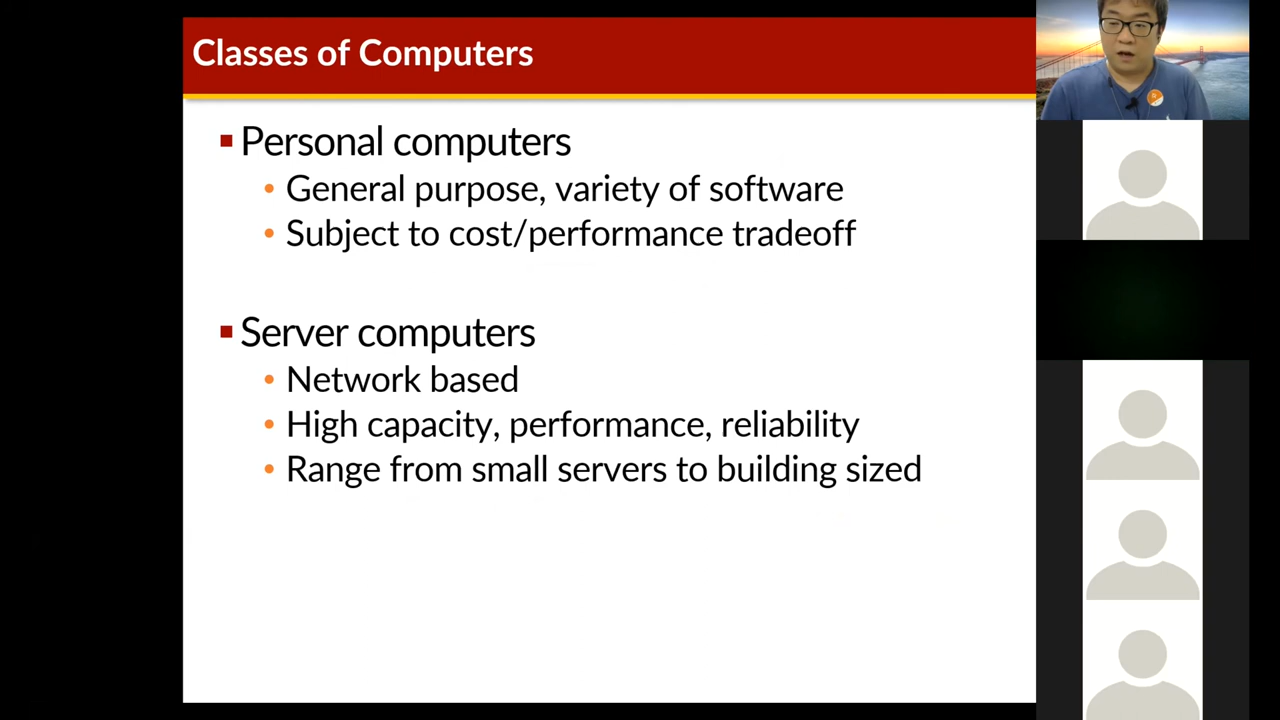 Classes of Computers
▪ Personal computers
• General purpose, variety of software
• Subject to cost/performance tradeoff
▪ Server computers
• Network based
• High capacity, performance, reliability
• Range from small servers to building sized